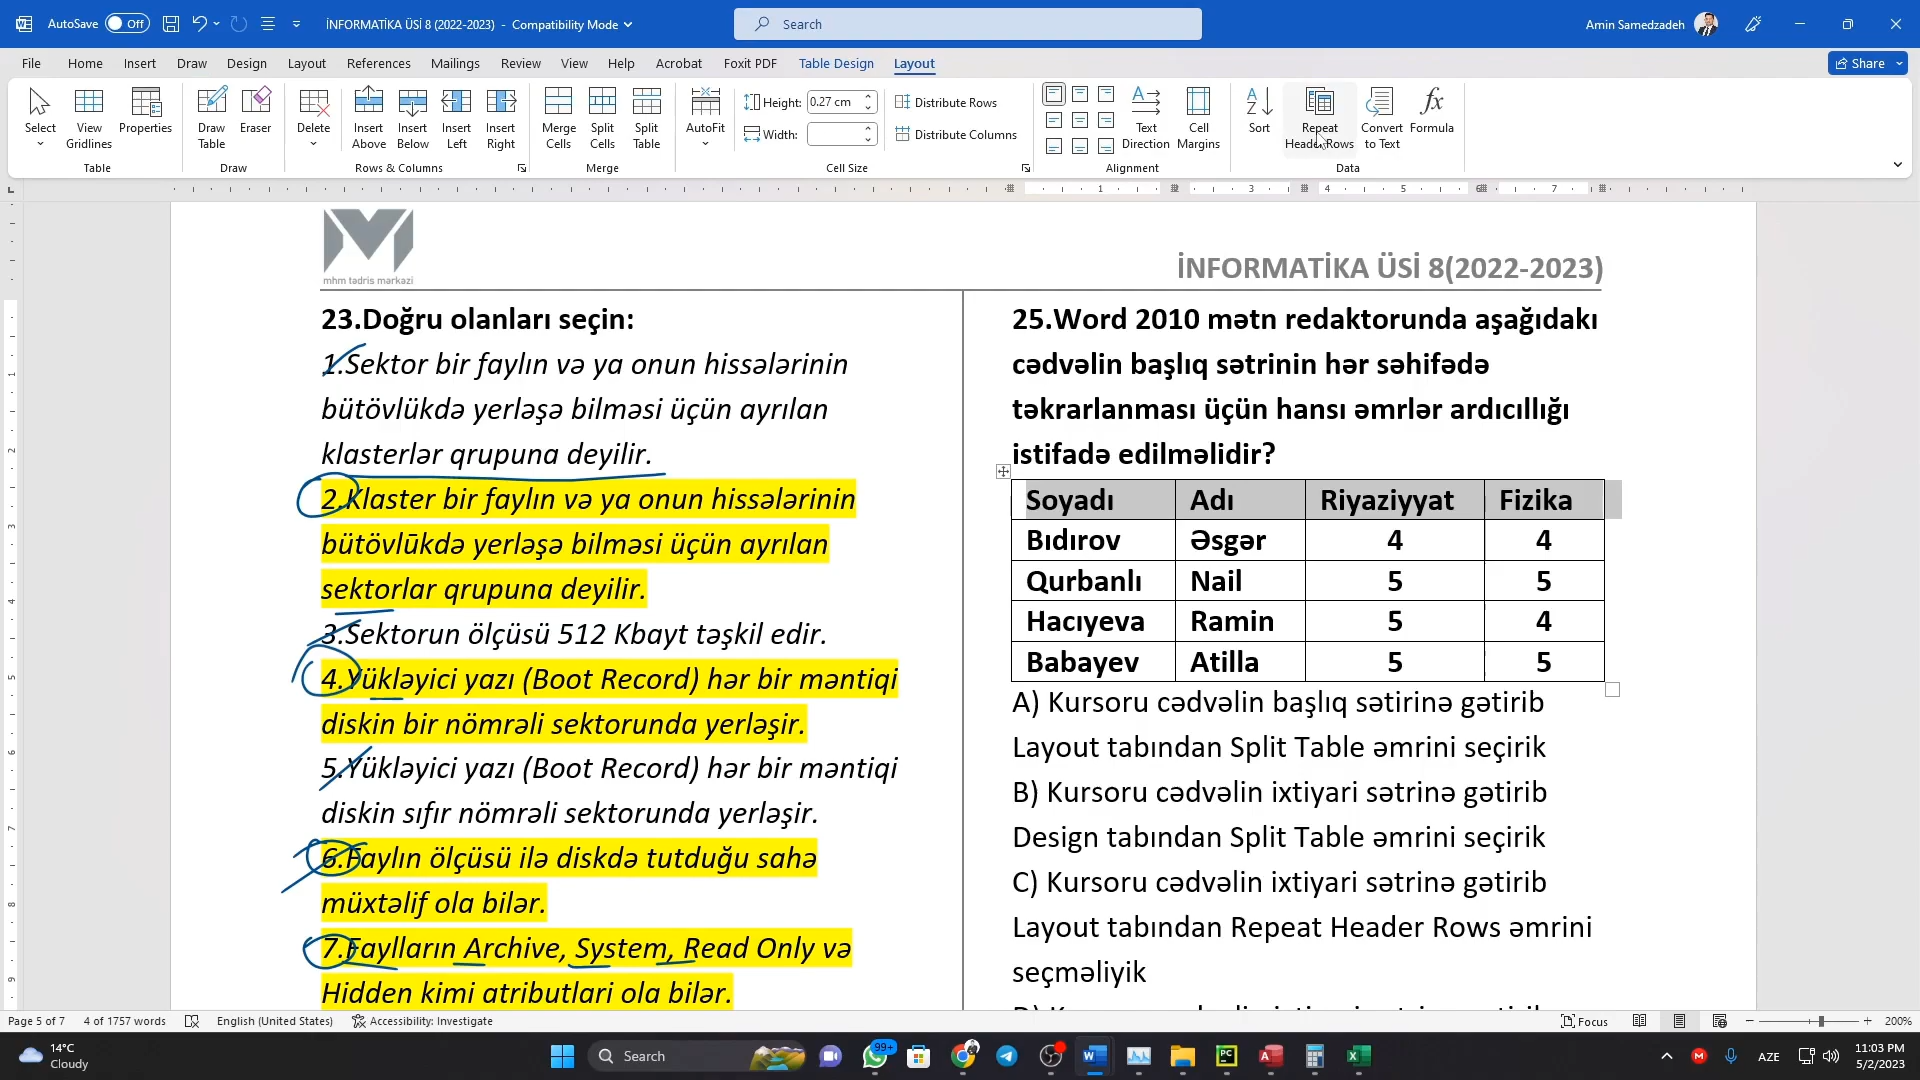 AutoSave Off İNFORMATİKA ÜSİ 8 (2022-2023) - Compatibility Mode Search Amin Samedzadeh
File Home Insert Draw Design Layout References Mailings Review View Help Acrobat Foxit PDF Table Design Layout Share
Select View Gridlines Properties Draw Table Eraser Delete Insert Above Insert Below Insert Left Insert Right Merge Cells Split Cells Split Table AutoFit Height: 0.27 cm Width: Distribute Rows Distribute Columns Text Direction Cell Margins Sort Repeat Header Rows Convert to Text Formula
Table Draw Rows & Columns Merge Cell Size Alignment Data
mhm tədris mərkəzi
İNFORMATİKA ÜSİ 8(2022-2023)
23.Doğru olanları seçin:
1.Sektor bir faylın və ya onun hissələrinin
bütövlükdə yerləşə bilməsi üçün ayrılan
klasterlər qrupuna deyilir.
2.Klaster bir faylın və ya onun hissələrinin
bütövlūkdə yerləşə bilməsi üçün ayrılan
sektorlar qrupuna deyilir.
3.Sektorun ölçüsü 512 Kbayt təşkil edir.
4.Yükləyici yazı (Boot Record) hər bir məntiqi
diskin bir nömrəli sektorunda yerləşir.
5.Yükləyici yazı (Boot Record) hər bir məntiqi
diskin sıfır nömrəli sektorunda yerləşir.
6.Faylın ölçüsü ilə diskdə tutduğu sahə
müxtəlif ola bilər.
7.Faylların Archive, System, Read Only və
Hidden kimi atributlari ola bilər.
25.Word 2010 mətn redaktorunda aşağıdakı
cədvəlin başlıq sətrinin hər səhifədə
təkrarlanması üçün hansı əmrlər ardıcıllığı
istifadə edilməlidir?
Soyadı Adı Riyaziyyat Fizika
Bıdırov Əsgər 4 4
Qurbanlı Nail 5 5
Hacıyeva Ramin 5 4
Babayev Atilla 5 5
A) Kursoru cədvəlin başlıq sətirinə gətirib
Layout tabından Split Table əmrini seçirik
B) Kursoru cədvəlin ixtiyari sətrinə gətirib
Design tabından Split Table əmrini seçirik
C) Kursoru cədvəlin ixtiyari sətrinə gətirib
Layout tabından Repeat Header Rows əmrini
seçməliyik
Page 5 of 7 4 of 1757 words English (United States) Accessibility: Investigate Focus 200%
14°C
Cloudy
Search 99+ AZE
11:03 PM
5/2/2023